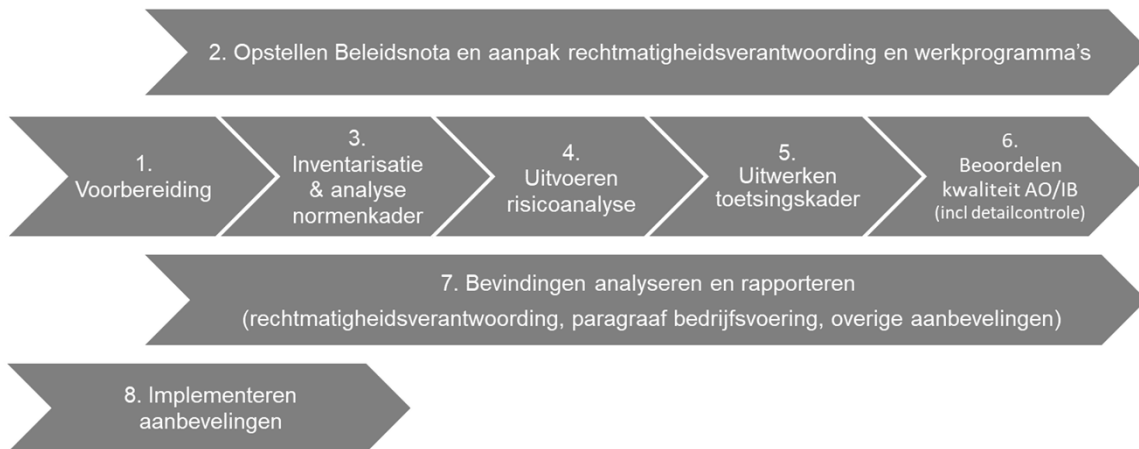 2. Opstellen Beleidsnota en aanpak rechtmatigheidsverantwoording en werkprogramma's
1.
Voorbereiding
3.
Inventarisatie
& analyse
normenkader
4.
Uitvoeren
risicoanalyse
5.
Uitwerken
toetsingskader
6.
Beoordelen
kwaliteit AO/IB
(incl detailcontrole)
7. Bevindingen analyseren en rapporteren
(rechtmatigheidsverantwoording, paragraaf bedrijfsvoering, overige aanbevelingen)
8. Implementeren
aanbevelingen